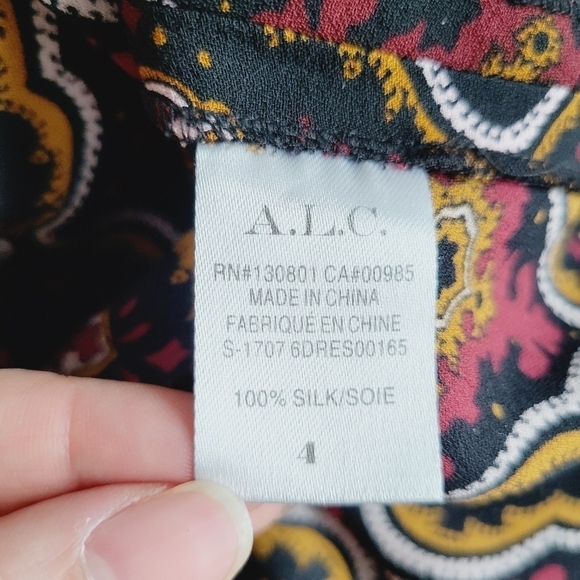 A.L.C.
RN#130801 CA#00985
MADE IN CHINA
FABRIQUÉ EN CHINE
S-1707 6DRES00165
100% SILK/SOIE
4